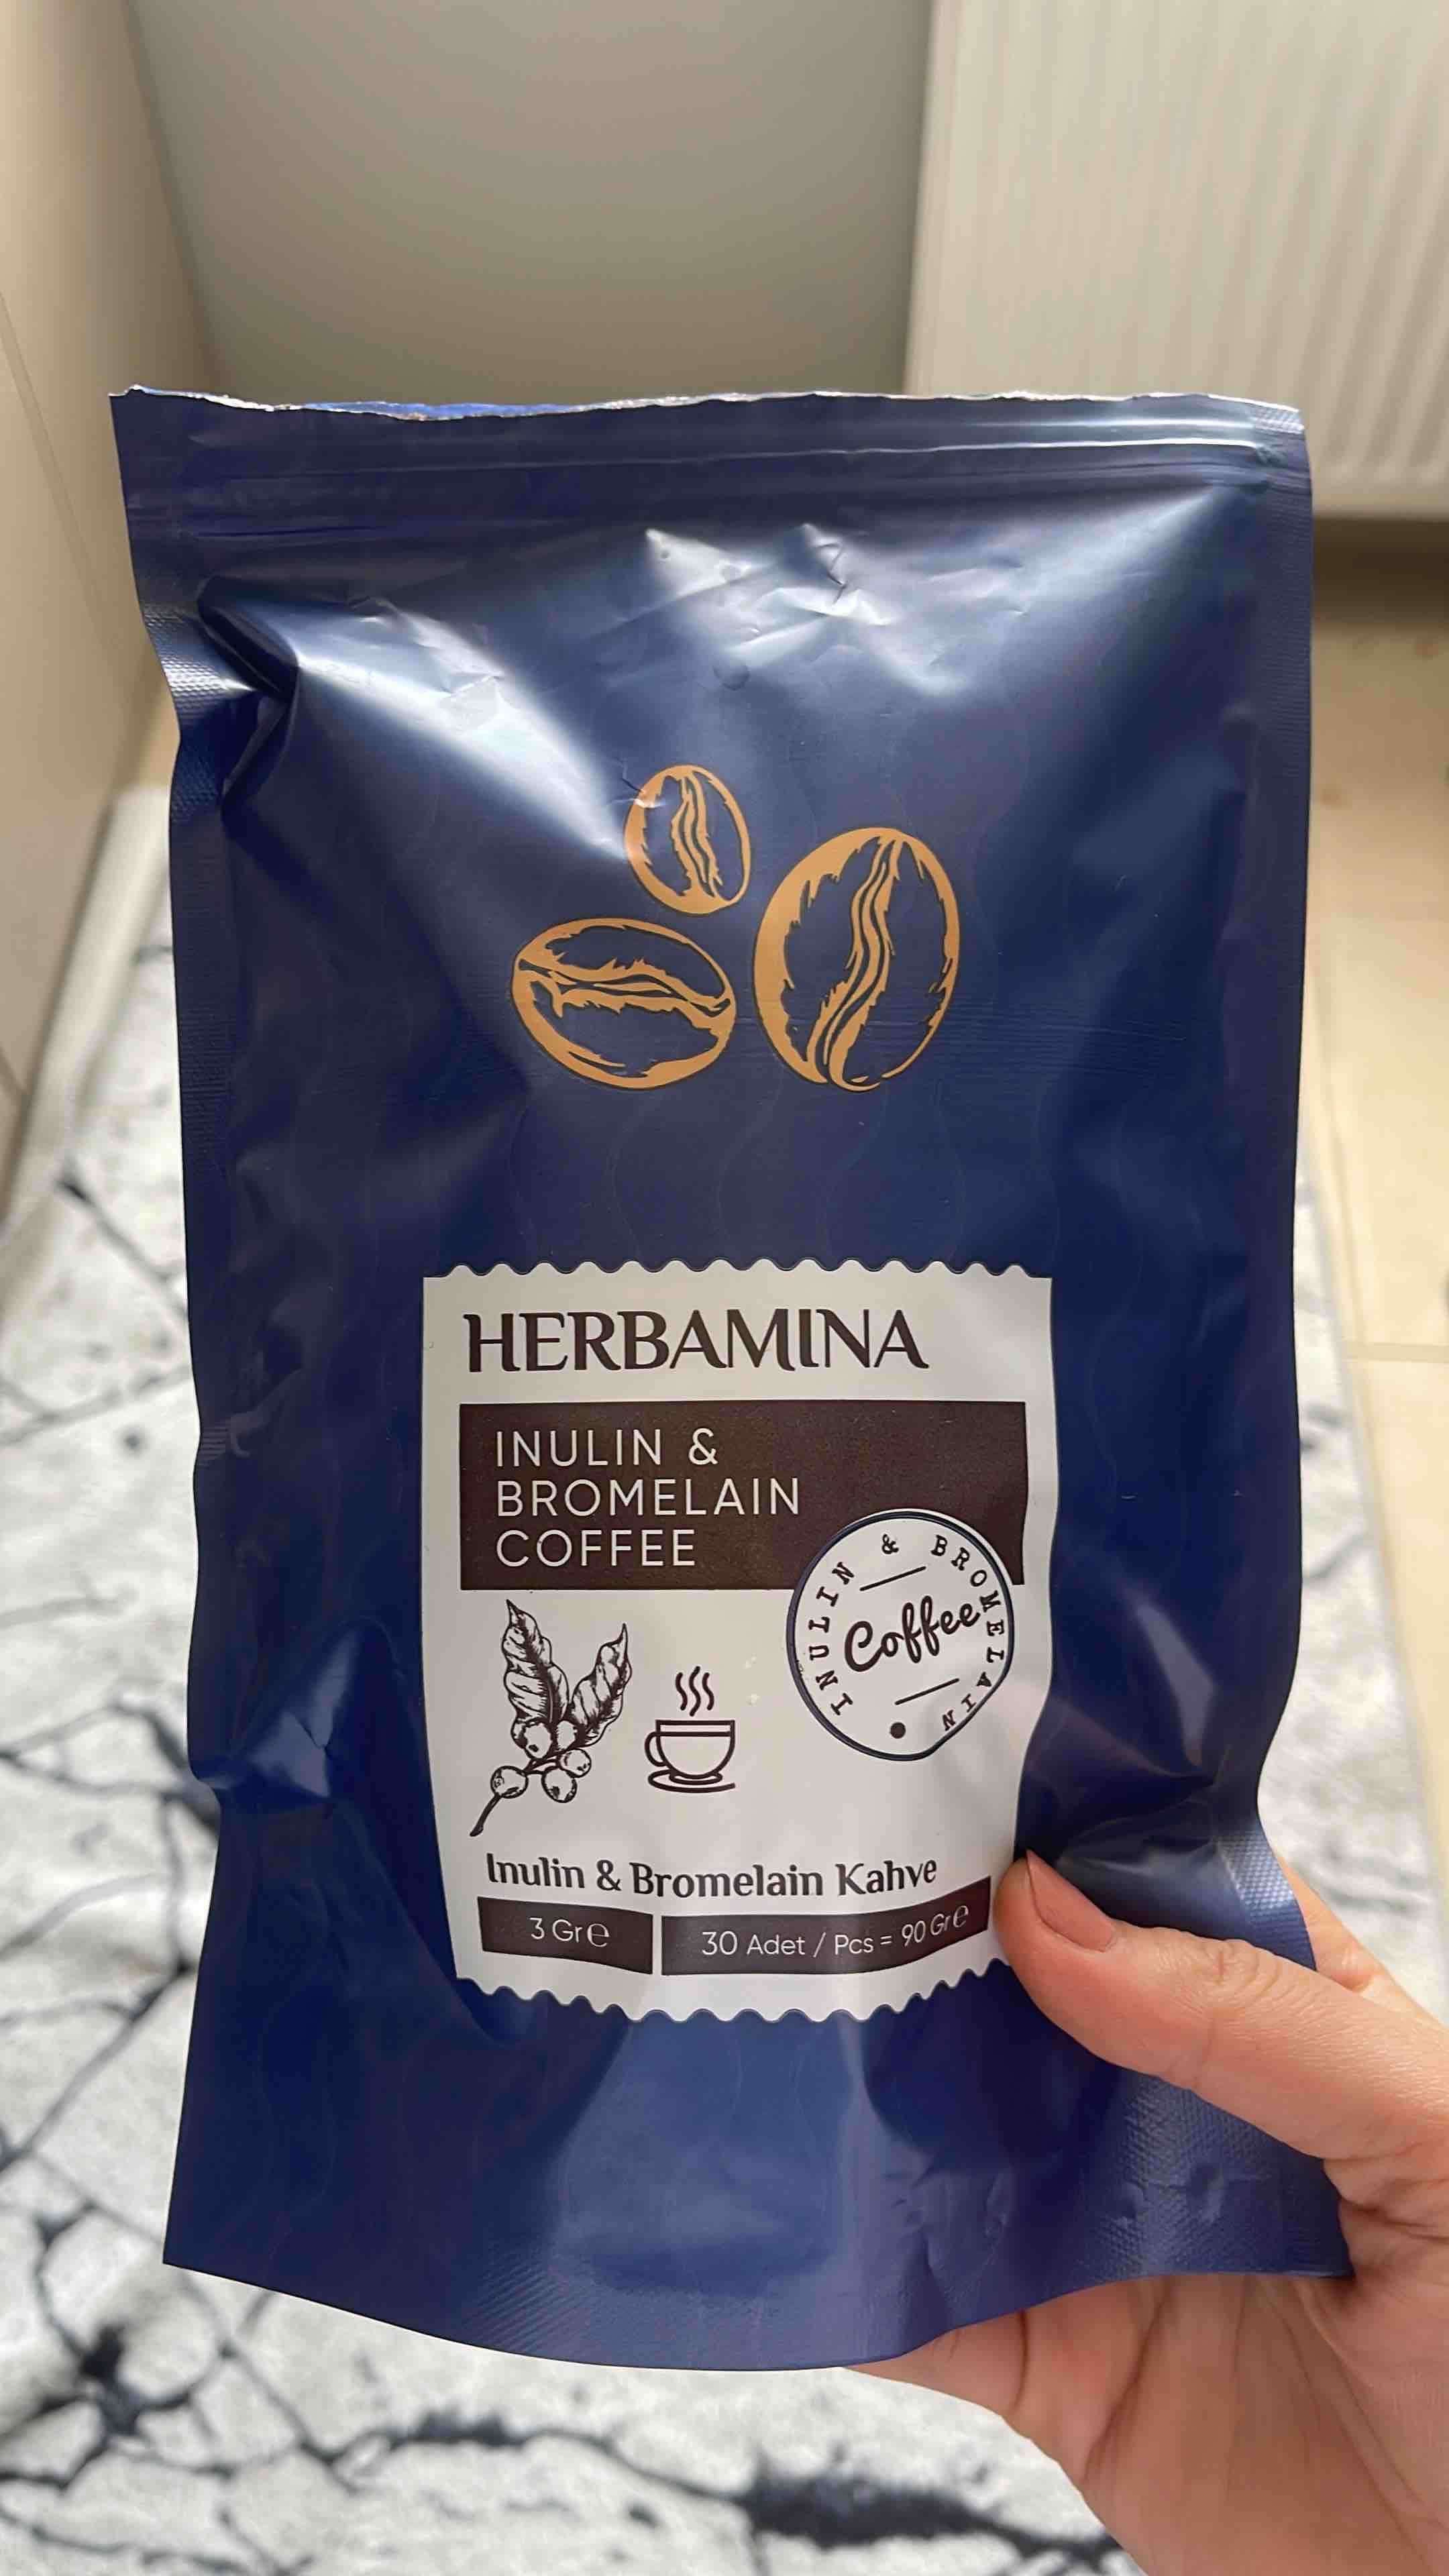 HERBAMINA
INULIN &
BROMELAIN
COFFEE
INULIN & BROMELAIN
Coffee
Inulin & Bromelain Kahve
3 Gr℮
30 Adet / Pcs = 90 Gr℮